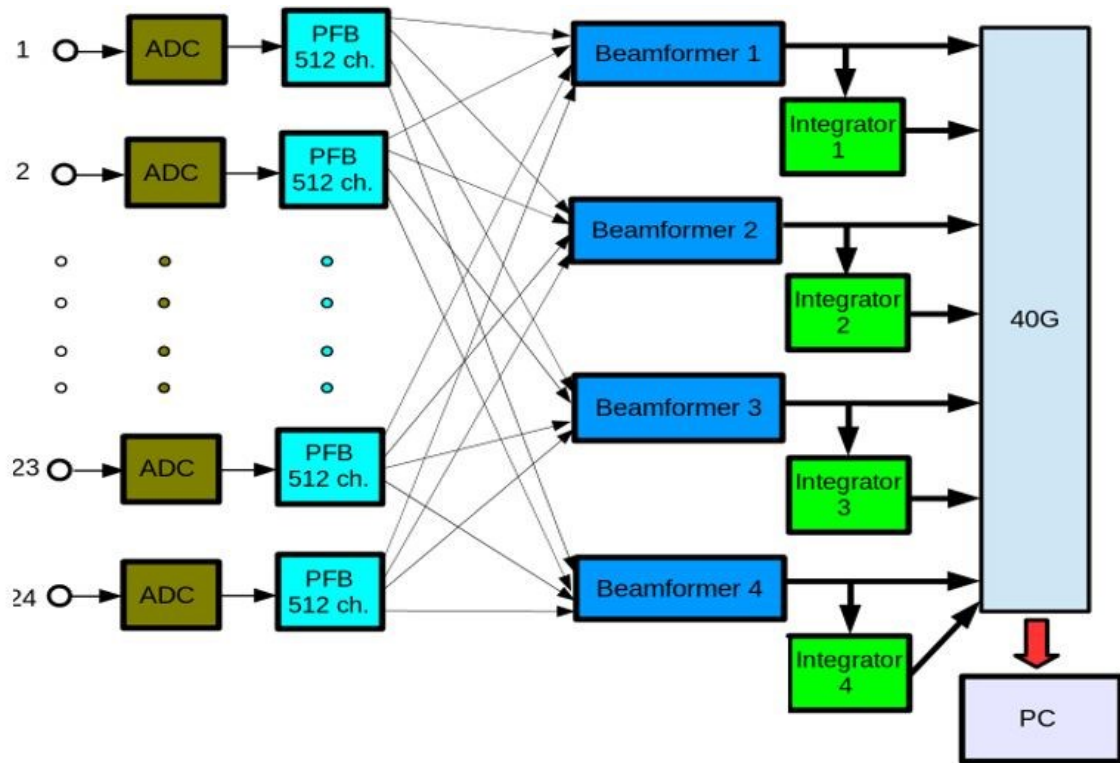 1
ADC
PFB
512 ch.
Beamformer 1
Integrator
1
2
ADC
PFB
512 ch.
Beamformer 2
Integrator
2
40G
Beamformer 3
23
ADC
PFB
512 ch.
Integrator
3
24
ADC
PFB
512 ch.
Beamformer 4
Integrator
4
PC